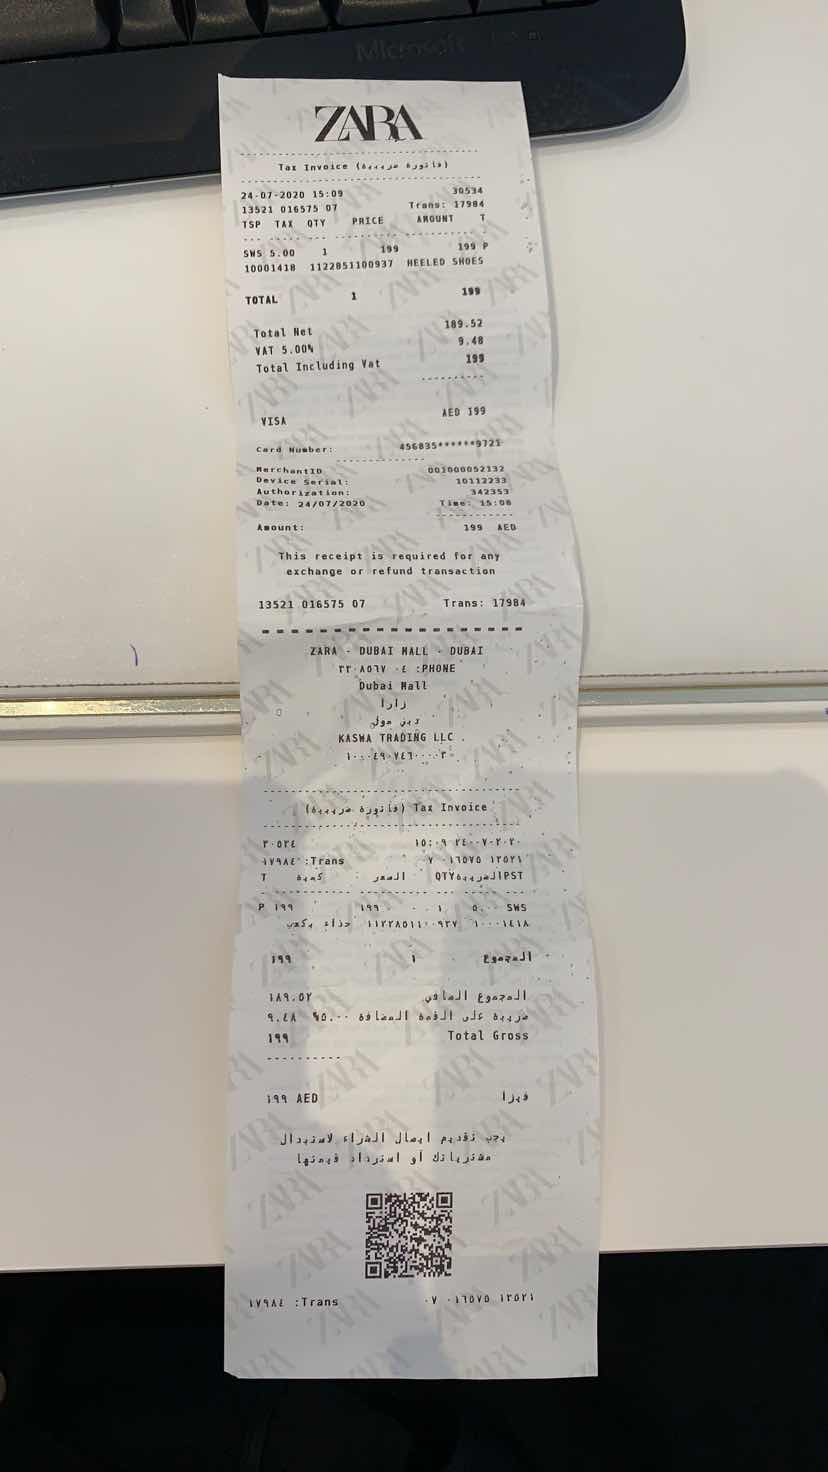 Microsoft
ZARA
Tax Invoice (فاتورة ضريبية)
24-07-2020 15:09 30534
13521 016575 07 Trans: 17984
TSP TAX QTY PRICE AMOUNT T
SWS 5.00 1 199 199 P
10001418 1122851100937 HEELED SHOES
TOTAL 1 199
Total Net 189.52
VAT 5.00% 9.48
Total Including Vat 199
VISA AED 199
Card Number: 456835******9721
MerchantID 001000052132
Device Serial: 10112233
Authorization: 342353
Date: 24/07/2020 Time: 15:08
Amount: 199 AED
This receipt is required for any
exchange or refund transaction
13521 016575 07 Trans: 17984
ZARA - DUBAI MALL - DUBAI
PHONE: ٠٤ ٣٣٠٨٥٦٧
Dubai Mall
زارا
دبي مول
KASWA TRADING LLC .
Tax Invoice (فاتورة ضريبية)
٢٤-٠٧-٢٠٢٠ ١٥:٠٩ ٣٠٥٣٤
١٣٥٢١ ٠١٦٥٧٥ ٠٧ Trans: ١٧٩٨٤
PSTالضريبةQTY السعر كمية T
SWS ٥.٠٠ ١ ١٩٩ ١٩٩ P
١٠٠٠١٤١٨ ١١٢٢٨٥١١٠٠٩٣٧ حذاء بكعب
المجموع ١ ١٩٩
المجموع الصافي ١٨٩.٥٢
ضريبة على القمة المضافة ٥.٠٠% ٩.٤٨
Total Gross ١٩٩
فيزا ١٩٩ AED
يجب تقديم ايصال الشراء لاستبدال
مشترياتك أو استرداد قيمتها
١٣٥٢١ ٠١٦٥٧٥ ٠٧ Trans: ١٧٩٨٤